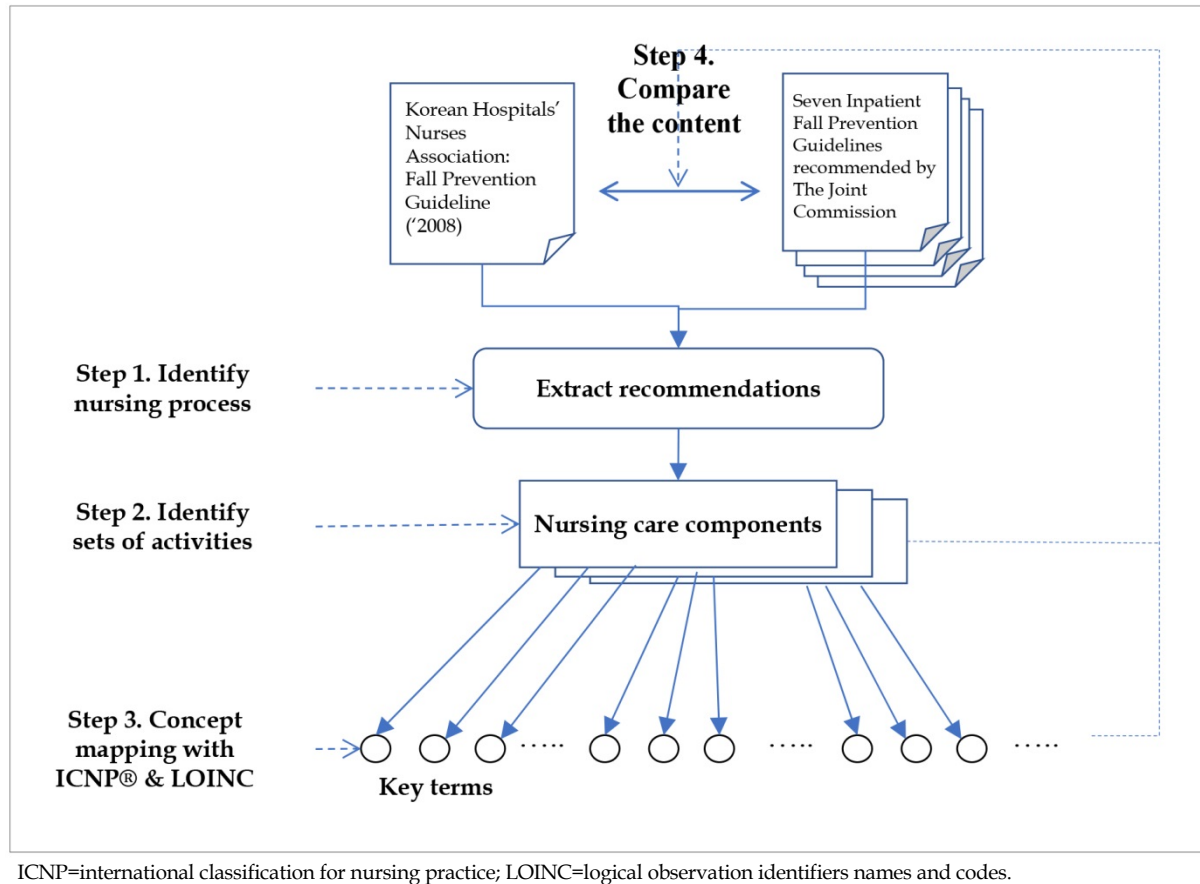 Step 4.
Compare
the content
Korean Hospitals’
Nurses
Association:
Fall Prevention
Guideline
(‘2008)
Seven Inpatient
Fall Prevention
Guidelines
recommended by
The Joint
Commission
Step 1. Identify
nursing process
Extract recommendations
Step 2. Identify
sets of activities
Nursing care components
Step 3. Concept
mapping with
ICNP® & LOINC
.....
.....
.....
Key terms
ICNP=international classification for nursing practice; LOINC=logical observation identifiers names and codes.